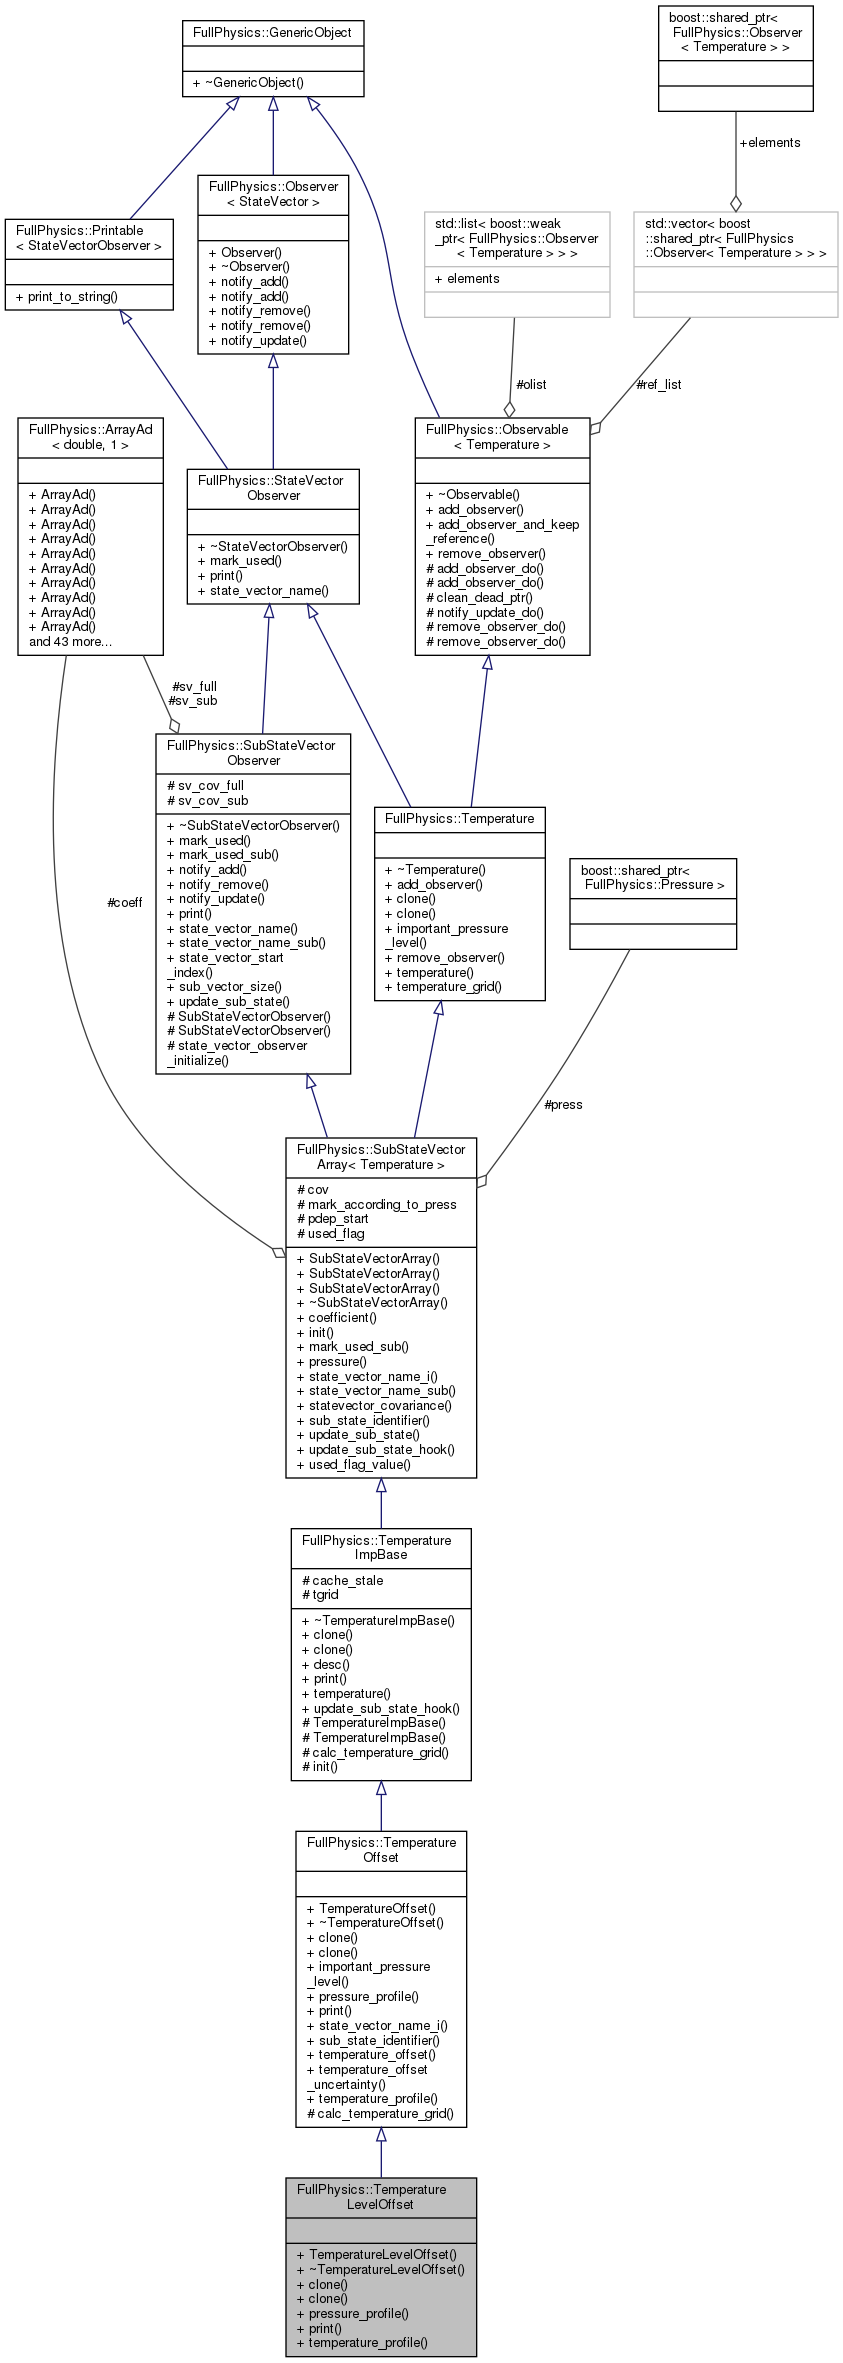 FullPhysics::GenericObject
+ ~GenericObject()
boost::shared_ptr<
FullPhysics::Observer
< Temperature > >
+elements
FullPhysics::Printable
< StateVectorObserver >
+ print_to_string()
FullPhysics::Observer
< StateVector >
+ Observer()
+ ~Observer()
+ notify_add()
+ notify_add()
+ notify_remove()
+ notify_remove()
+ notify_update()
std::list< boost::weak
_ptr< FullPhysics::Observer
< Temperature > > >
+ elements
std::vector< boost
::shared_ptr< FullPhysics
::Observer< Temperature > > >
#olist
#ref_list
FullPhysics::ArrayAd
< double, 1 >
+ ArrayAd()
+ ArrayAd()
+ ArrayAd()
+ ArrayAd()
+ ArrayAd()
+ ArrayAd()
+ ArrayAd()
+ ArrayAd()
+ ArrayAd()
+ ArrayAd()
and 43 more...
FullPhysics::StateVector
Observer
+ ~StateVectorObserver()
+ mark_used()
+ print()
+ state_vector_name()
FullPhysics::Observable
< Temperature >
+ ~Observable()
+ add_observer()
+ add_observer_and_keep
_reference()
+ remove_observer()
# add_observer_do()
# add_observer_do()
# clean_dead_ptr()
# notify_update_do()
# remove_observer_do()
# remove_observer_do()
#sv_full
#sv_sub
FullPhysics::SubStateVector
Observer
# sv_cov_full
# sv_cov_sub
+ ~SubStateVectorObserver()
+ mark_used()
+ mark_used_sub()
+ notify_add()
+ notify_remove()
+ notify_update()
+ print()
+ state_vector_name()
+ state_vector_name_sub()
+ state_vector_start
_index()
+ sub_vector_size()
+ update_sub_state()
# SubStateVectorObserver()
# SubStateVectorObserver()
# state_vector_observer
_initialize()
FullPhysics::Temperature
+ ~Temperature()
+ add_observer()
+ clone()
+ clone()
+ important_pressure
_level()
+ remove_observer()
+ temperature()
+ temperature_grid()
boost::shared_ptr<
FullPhysics::Pressure >
#coeff
#press
FullPhysics::SubStateVector
Array< Temperature >
# cov
# mark_according_to_press
# pdep_start
# used_flag
+ SubStateVectorArray()
+ SubStateVectorArray()
+ SubStateVectorArray()
+ ~SubStateVectorArray()
+ coefficient()
+ init()
+ mark_used_sub()
+ pressure()
+ state_vector_name_i()
+ state_vector_name_sub()
+ statevector_covariance()
+ sub_state_identifier()
+ update_sub_state()
+ update_sub_state_hook()
+ used_flag_value()
FullPhysics::Temperature
ImpBase
# cache_stale
# tgrid
+ ~TemperatureImpBase()
+ clone()
+ clone()
+ desc()
+ print()
+ temperature()
+ update_sub_state_hook()
# TemperatureImpBase()
# TemperatureImpBase()
# calc_temperature_grid()
# init()
FullPhysics::Temperature
Offset
+ TemperatureOffset()
+ ~TemperatureOffset()
+ clone()
+ clone()
+ important_pressure
_level()
+ pressure_profile()
+ print()
+ state_vector_name_i()
+ sub_state_identifier()
+ temperature_offset()
+ temperature_offset
_uncertainty()
+ temperature_profile()
# calc_temperature_grid()
FullPhysics::Temperature
LevelOffset
+ TemperatureLevelOffset()
+ ~TemperatureLevelOffset()
+ clone()
+ clone()
+ pressure_profile()
+ print()
+ temperature_profile()